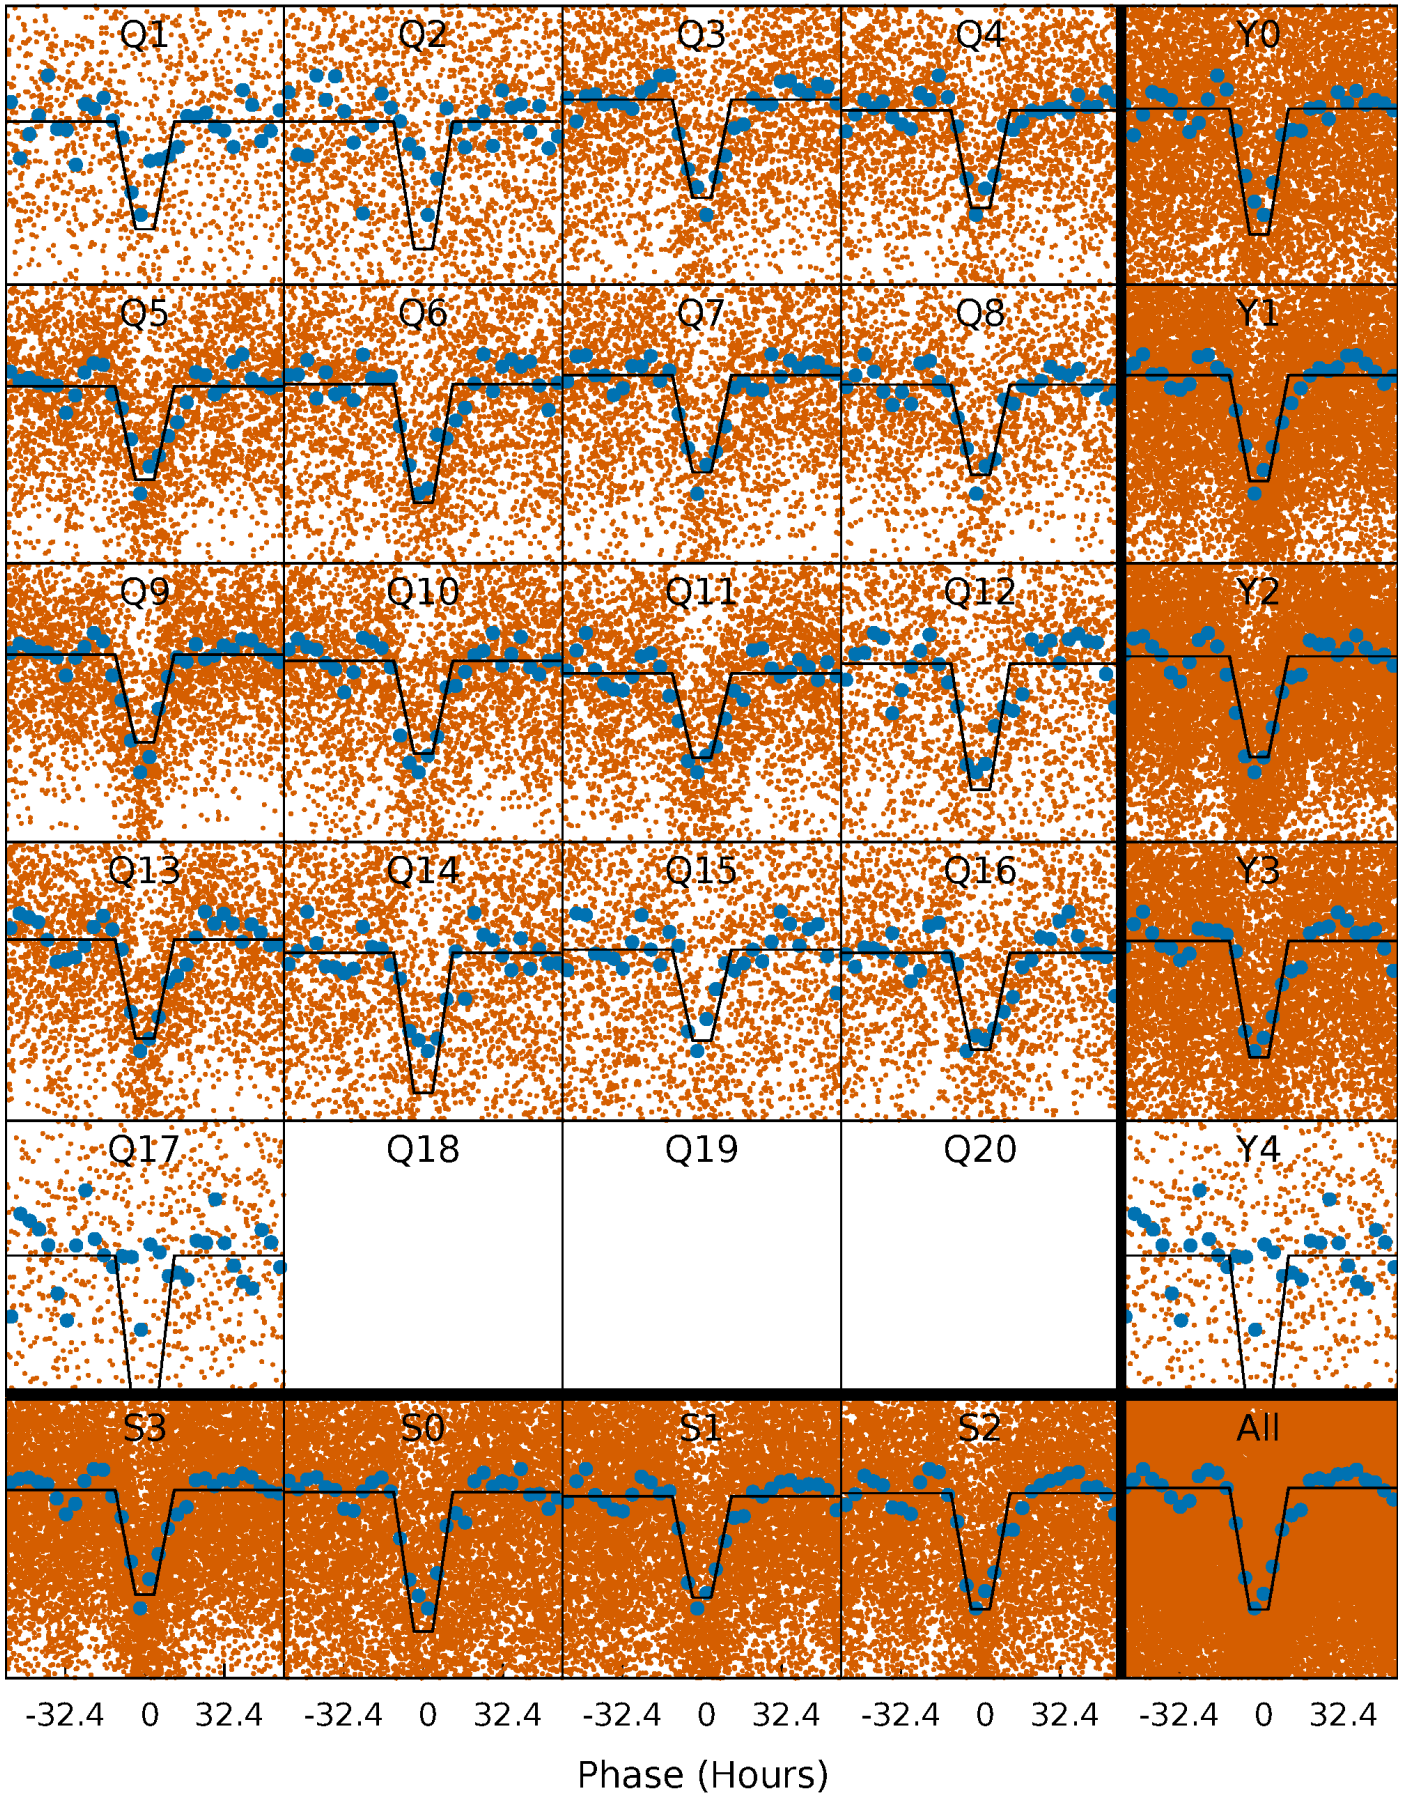 Q1 Q2 Q3 Q4 Y0
Q5 Q6 Q7 Q8 Y1
Q9 Q10 Q11 Q12 Y2
Q13 Q14 Q15 Q16 Y3
Q17 Q18 Q19 Q20 Y4
S3 S0 S1 S2 All
-32.4 0 32.4 -32.4 0 32.4 -32.4 0 32.4 -32.4 0 32.4 -32.4 0 32.4
Phase (Hours)